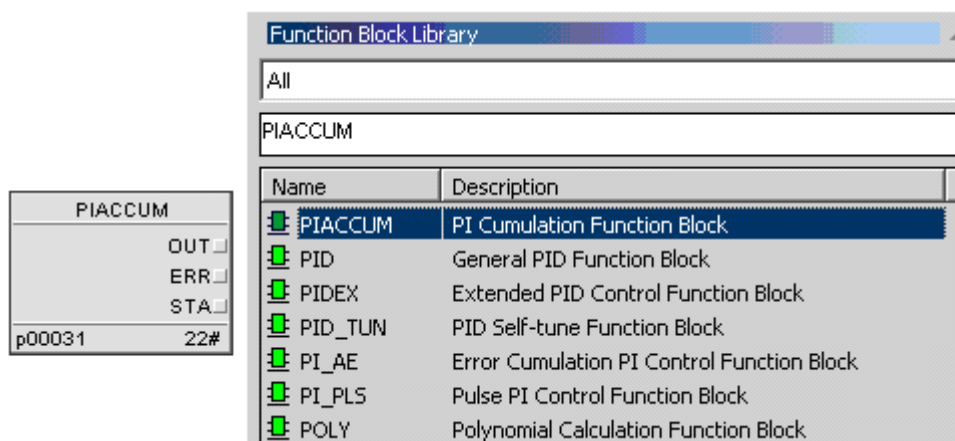 PIACCUM
OUT
ERR
STA
p00031 22#
Function Block Library
All
PIACCUM
Name Description
PIACCUM PI Cumulation Function Block
PID General PID Function Block
PIDEX Extended PID Control Function Block
PID_TUN PID Self-tune Function Block
PI_AE Error Cumulation PI Control Function Block
PI_PLS Pulse PI Control Function Block
POLY Polynomial Calculation Function Block